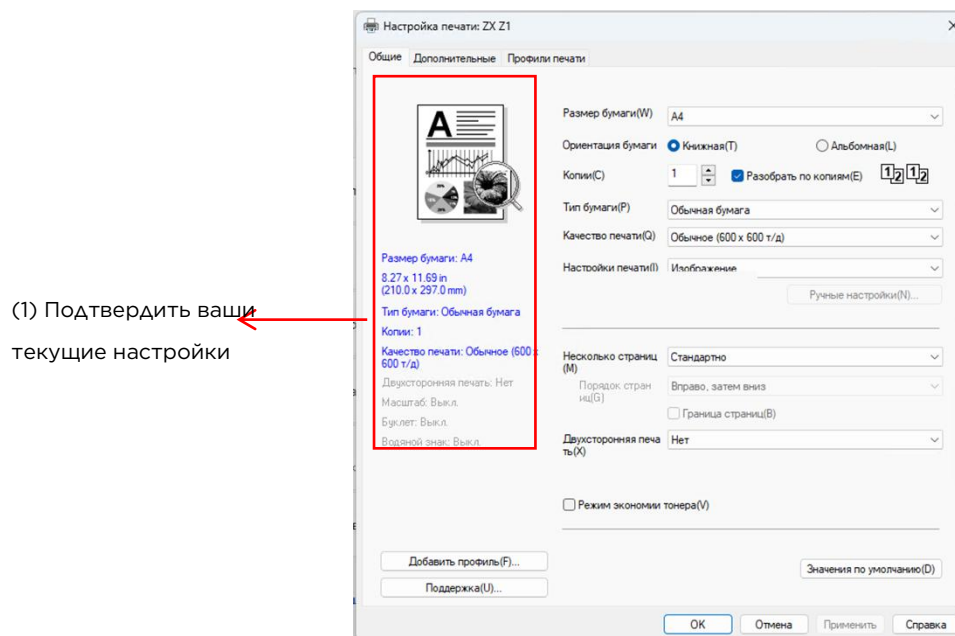 Настройка печати: ZX Z1
Общие Дополнительные Профили печати
A
Размер бумаги: A4
8.27 x 11.69 in
(210.0 x 297.0 mm)
Тип бумаги: Обычная бумага
Копии: 1
Качество печати: Обычное (600 x
600 т/д)
Двухсторонняя печать: Нет
Масштаб: Выкл.
Буклет: Выкл.
Водяной знак: Выкл.
(1) Подтвердить ваши
текущие настройки
Размер бумаги(W) A4
Ориентация бумаги Книжная(T) Альбомная(L)
Копии(C) 1 Разобрать по копиям(E) 12 12
Тип бумаги(P) Обычная бумага
Качество печати(Q) Обычное (600 x 600 т/д)
Настройки печати(I) Изображение
Ручные настройки(N)...
Несколько страниц Стандартно
(M)
Порядок стран Вправо, затем вниз
иц(G)
Граница страниц(B)
Двухсторонняя печа Нет
ть(X)
Режим экономии тонера(V)
Добавить профиль(F)...
Поддержка(U)...
Значения по умолчанию(D)
OK Отмена Применить Справка